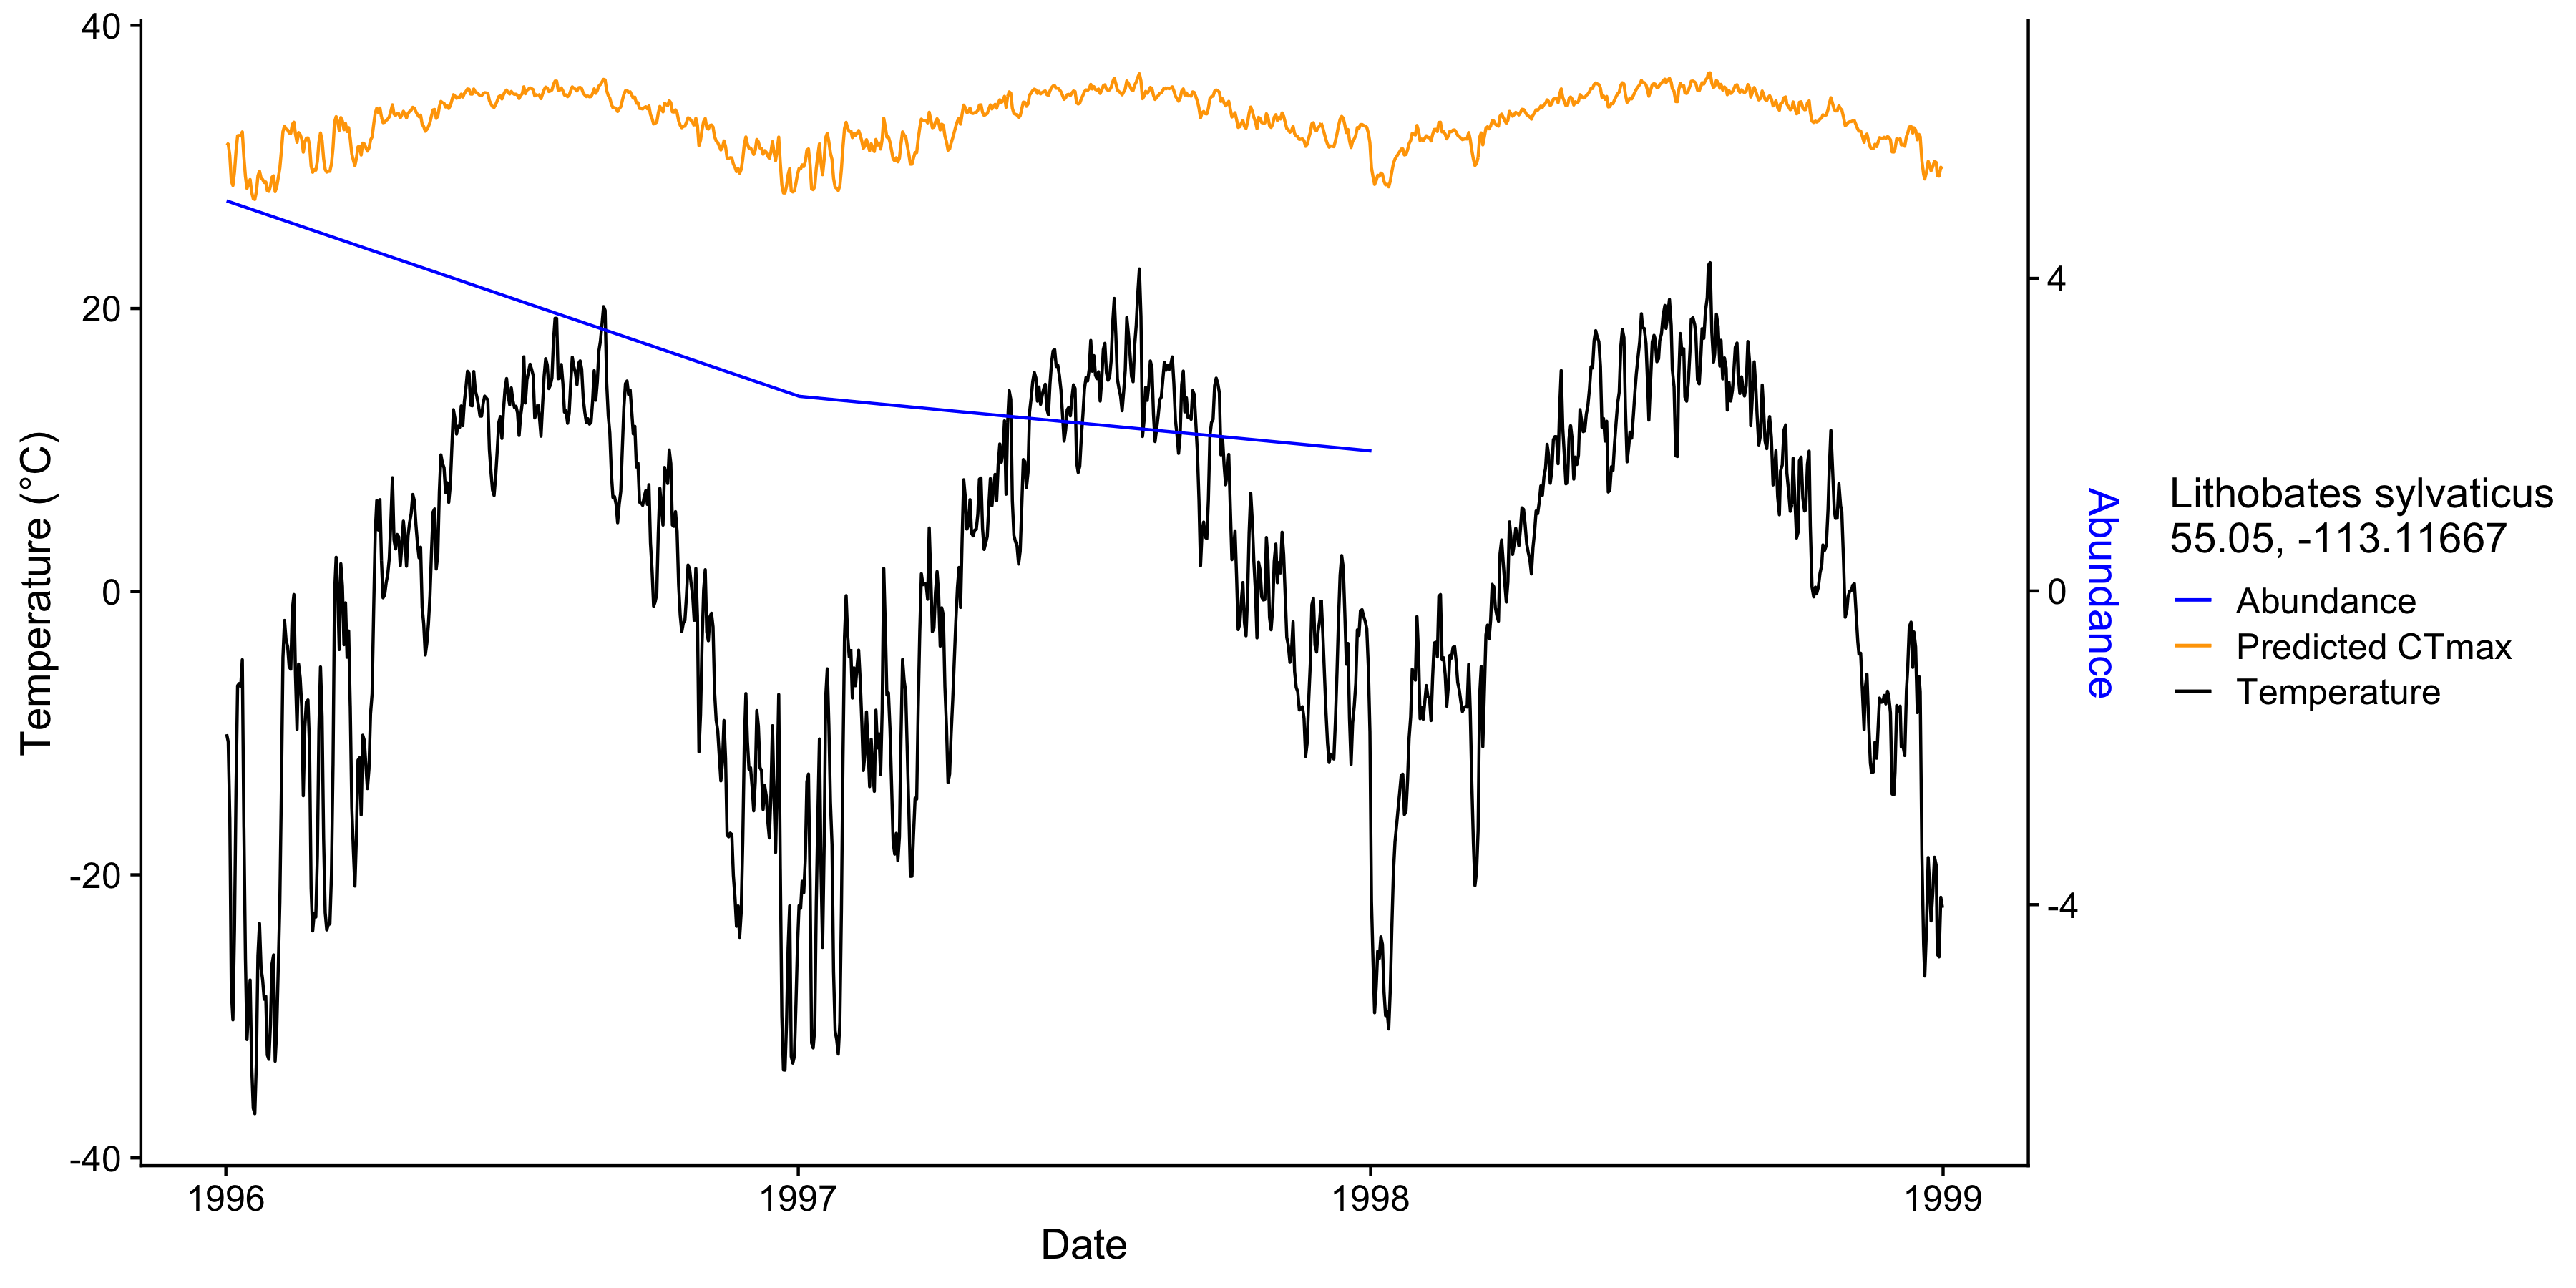 40
20
0
-20
-40
Temperature (°C)
1996
1997
1998
1999
Date
4
0
-4
Abundance
Lithobates sylvaticus
55.05, -113.11667
Abundance
Predicted CTmax
Temperature